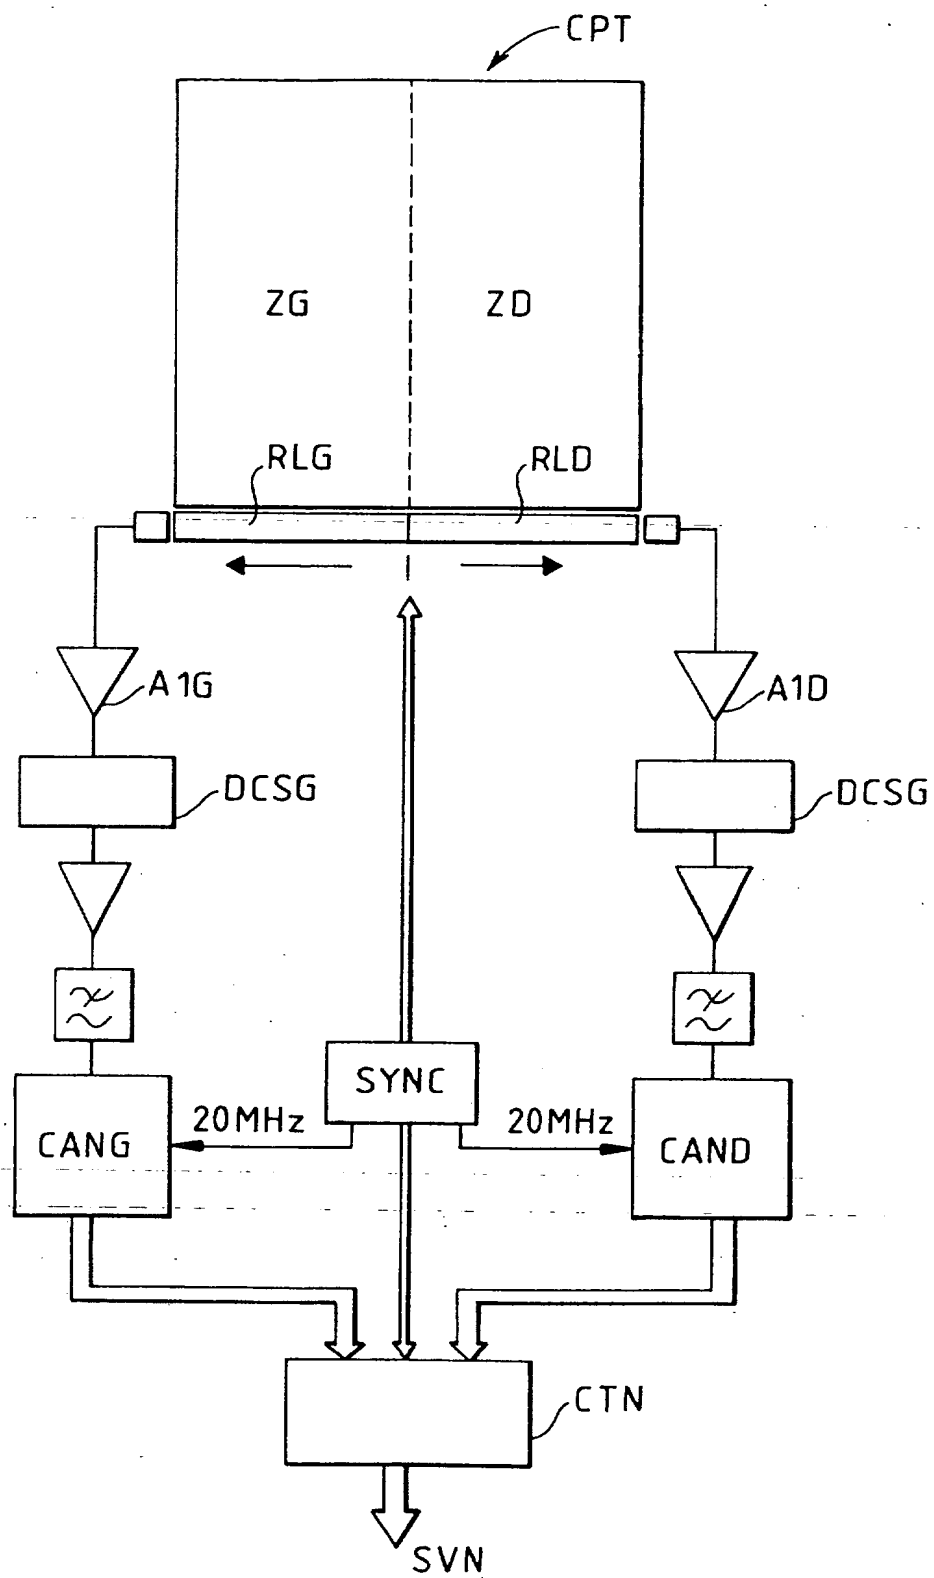 CPT
ZG ZD
RLG RLD
A1G A1D
DCSG DCSG
SYNC
20MHz 20MHz
CANG CAND
CTN
SVN